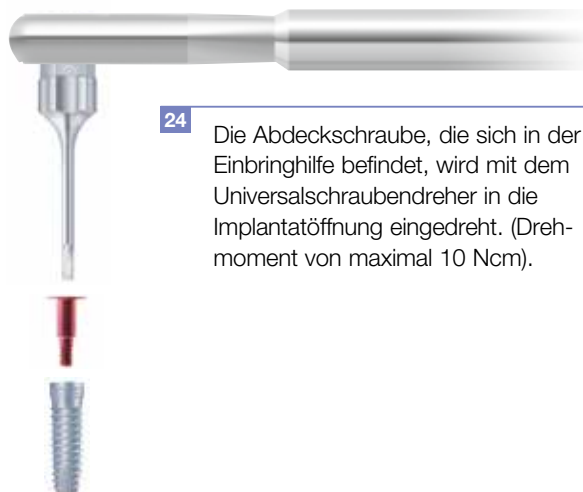 24
Die Abdeckschraube, die sich in der
Einbringhilfe befindet, wird mit dem
Universalschraubendreher in die
Implantatöffnung eingedreht. (Dreh-
moment von maximal 10 Ncm).